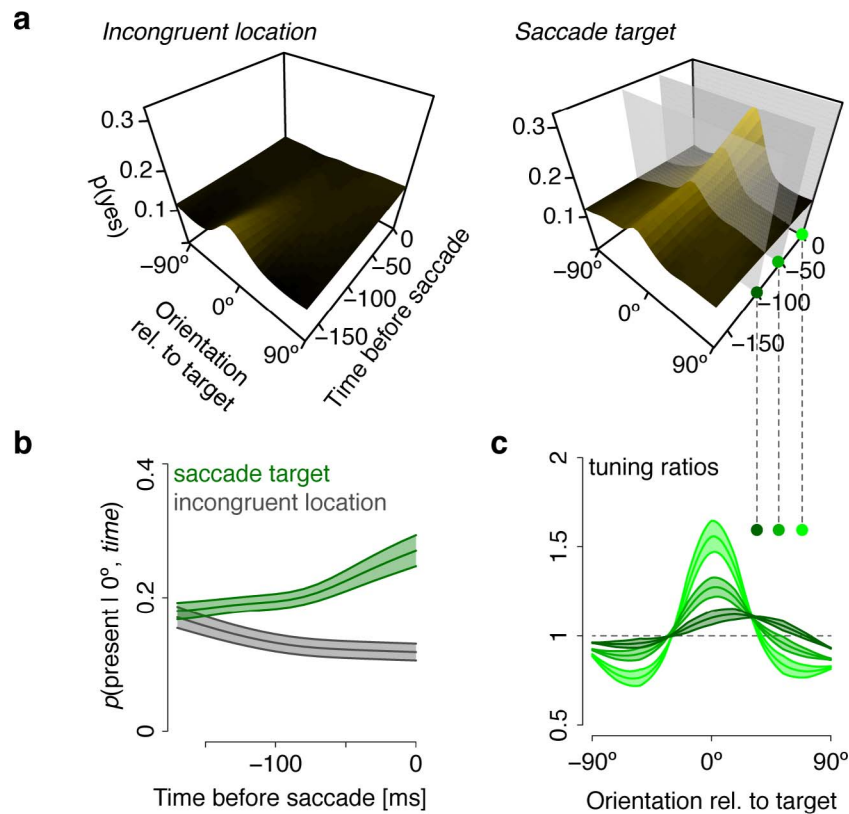 a
Incongruent location
Saccade target
0.3
0.2
0.1
p(yes)
−90º
0º
90º
Orientation
rel. to target
0
−50
−100
−150
Time before saccade
0.3
0.2
0.1
−90º
0º
90º
0
−50
−100
−150
b
saccade target
incongruent location
0.4
0.2
0
p(present I 0º, time)
−100
0
Time before saccade [ms]
c
tuning ratios
2
1.5
1
0.5
−90º
0º
90º
Orientation rel. to target